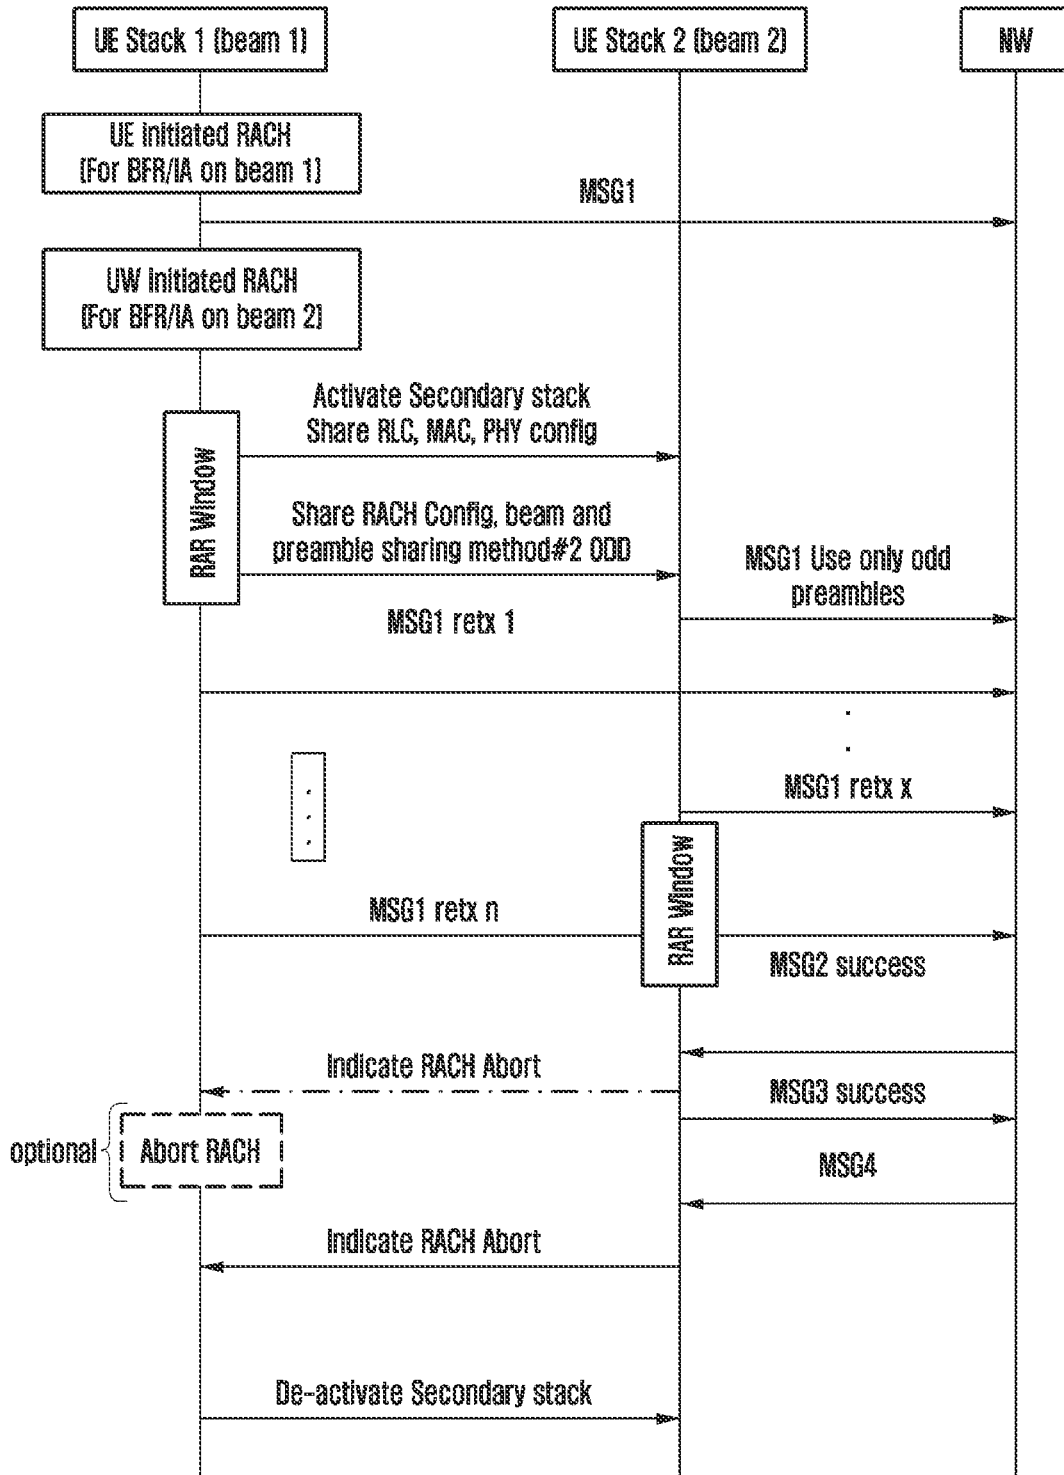 UE Stack 1 (beam 1)
UE Stack 2 (beam 2)
NW
UE initiated RACH
(For BFR/IA on beam 1)
MSG1
UW initiated RACH
(For BFR/IA on beam 2)
Activate Secondary stack
Share RLC, MAC, PHY config
RAR Window
Share RACH Config, beam and
preamble sharing method#2 ODD
MSG1 Use only odd
preambles
MSG1 retx 1
MSG1 retx x
RAR Window
MSG1 retx n
MSG2 success
Indicate RACH Abort
MSG3 success
optional
Abort RACH
MSG4
Indicate RACH Abort
De-activate Secondary stack